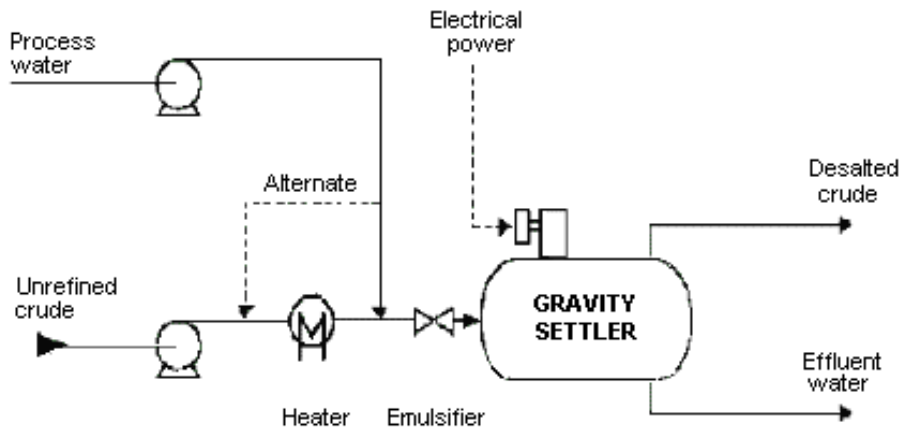 Electrical
power
Process
water
Alternate
Desalted
crude
Unrefined
crude
GRAVITY
SETTLER
Effluent
water
Heater
Emulsifier